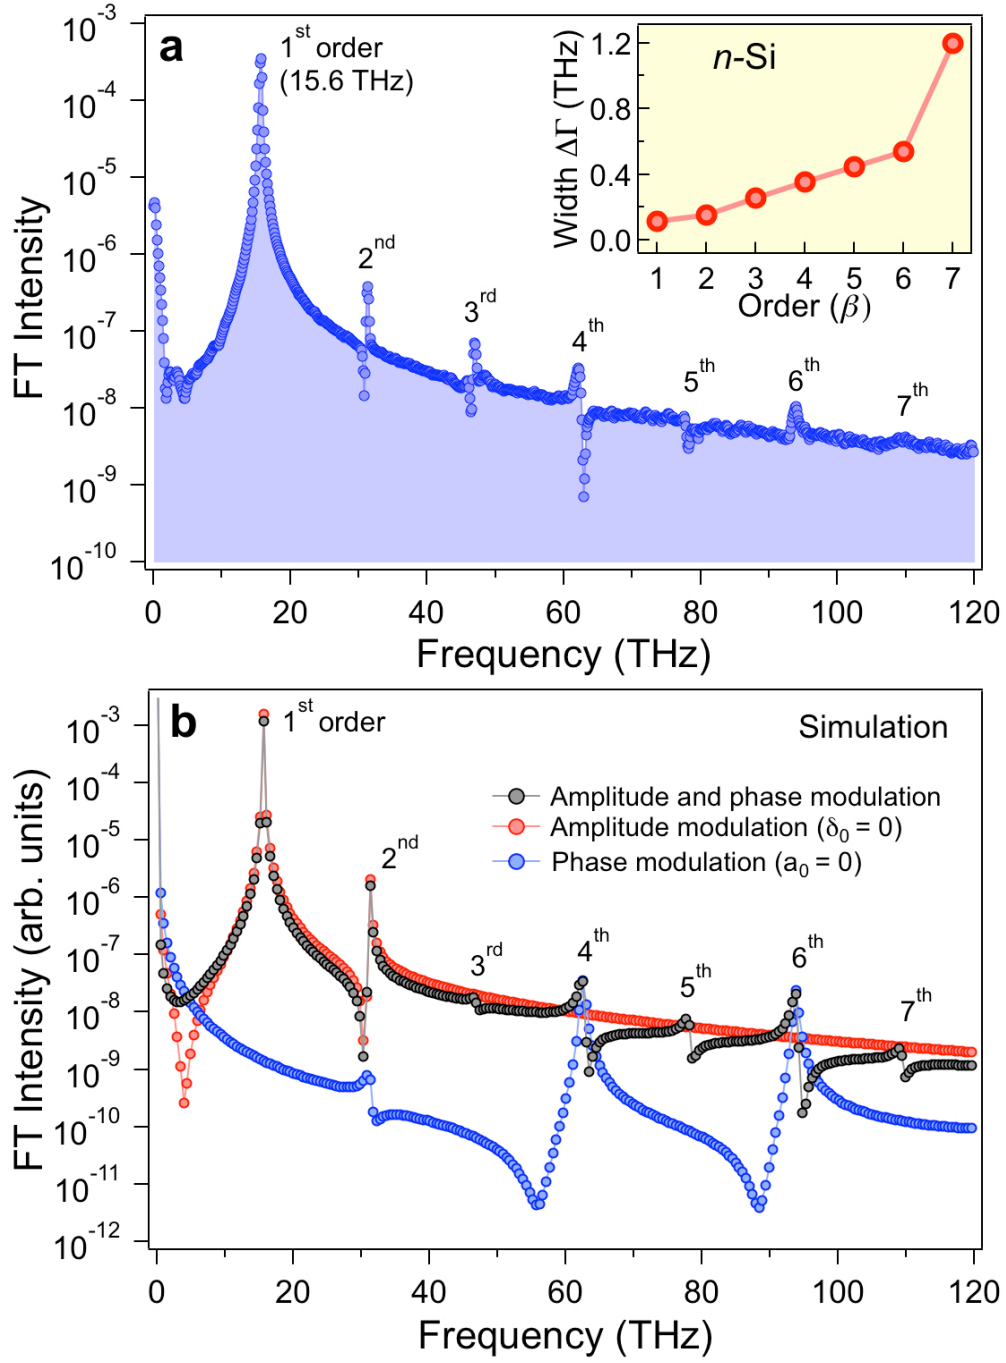 a
1st order
(15.6 THz)
2nd
3rd
4th
5th
6th
7th
10-3
10-4
10-5
10-6
10-7
10-8
10-9
10-10
FT Intensity
0 20 40 60 80 100 120
Frequency (THz)
n-Si
1.2
0.8
0.4
0.0
Width ΔΓ (THz)
1 2 3 4 5 6 7
Order (β)
b
1st order
Simulation
Amplitude and phase modulation
Amplitude modulation (δ0 = 0)
Phase modulation (a0 = 0)
2nd
3rd
4th
5th
6th
7th
10-3
10-4
10-5
10-6
10-7
10-8
10-9
10-10
10-11
10-12
FT Intensity (arb. units)
0 20 40 60 80 100 120
Frequency (THz)